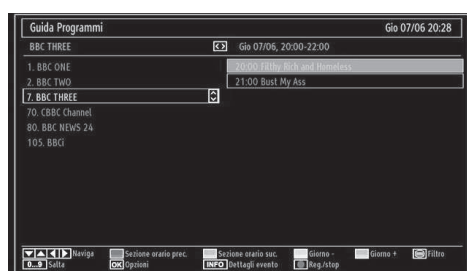 Guida Programmi Gio 07/06 20:28
BBC THREE Gio 07/06, 20:00-22:00
1. BBC ONE 20:00 Filthy Rich and Homeless
2. BBC TWO 21:00 Bust My Ass
7. BBC THREE
70. CBBC Channel
80. BBC NEWS 24
105. BBCi
Naviga Sezione orario prec. Sezione orario suc. Giorno - Giorno + Filtro
0...9 Salta OK Opzioni INFO Dettagli evento Reg./stop